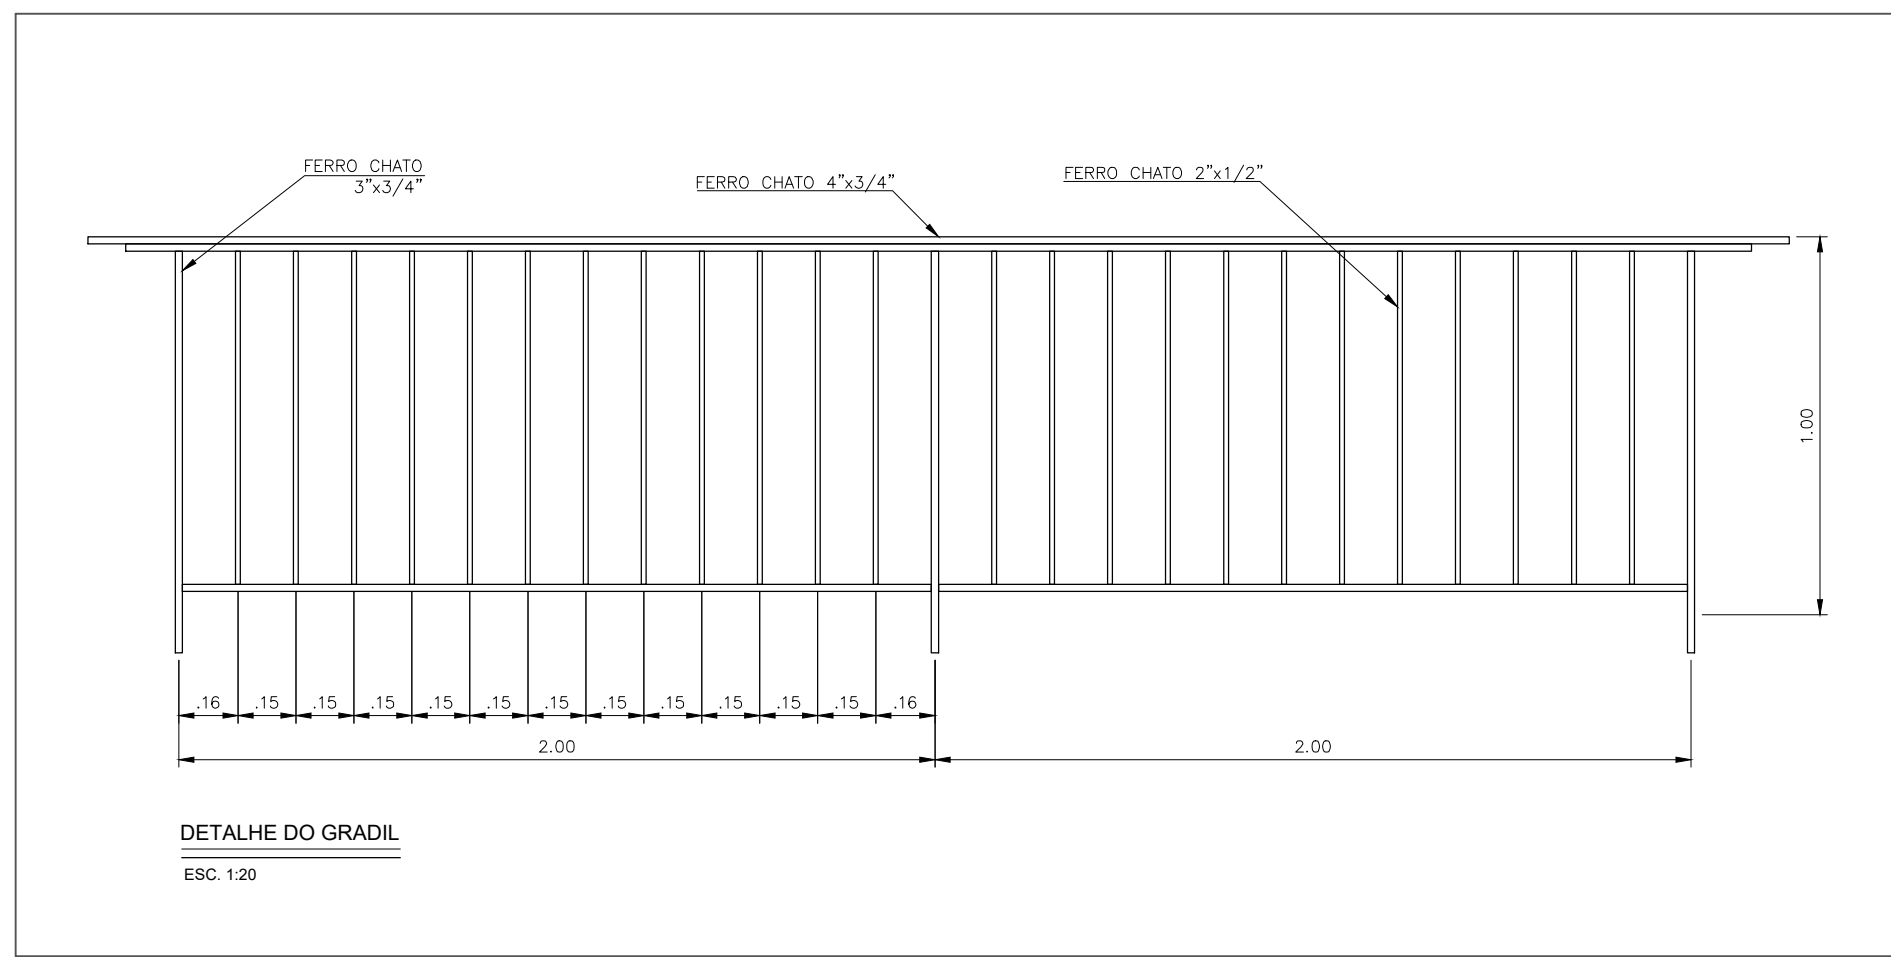 FERRO CHATO
3"x3/4"
FERRO CHATO 4"x3/4"
FERRO CHATO 2"x1/2"
1.00
.16 .15 .15 .15 .15 .15 .15 .15 .15 .15 .15 .15 .16
2.00 2.00
DETALHE DO GRADIL
ESC. 1:20